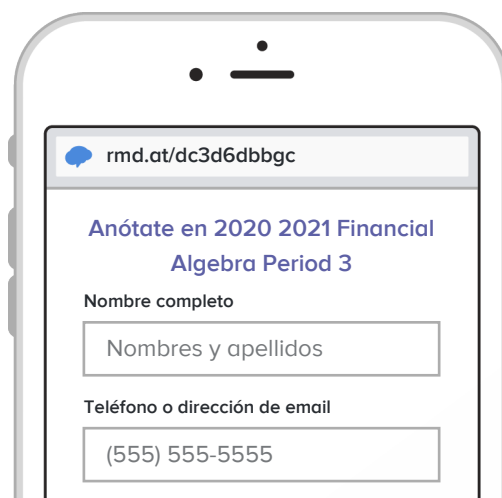 rmd.at/dc3d6dbbgc
Anótate en 2020 2021 Financial
Algebra Period 3
Nombre completo
Nombres y apellidos
Teléfono o dirección de email
(555) 555-5555